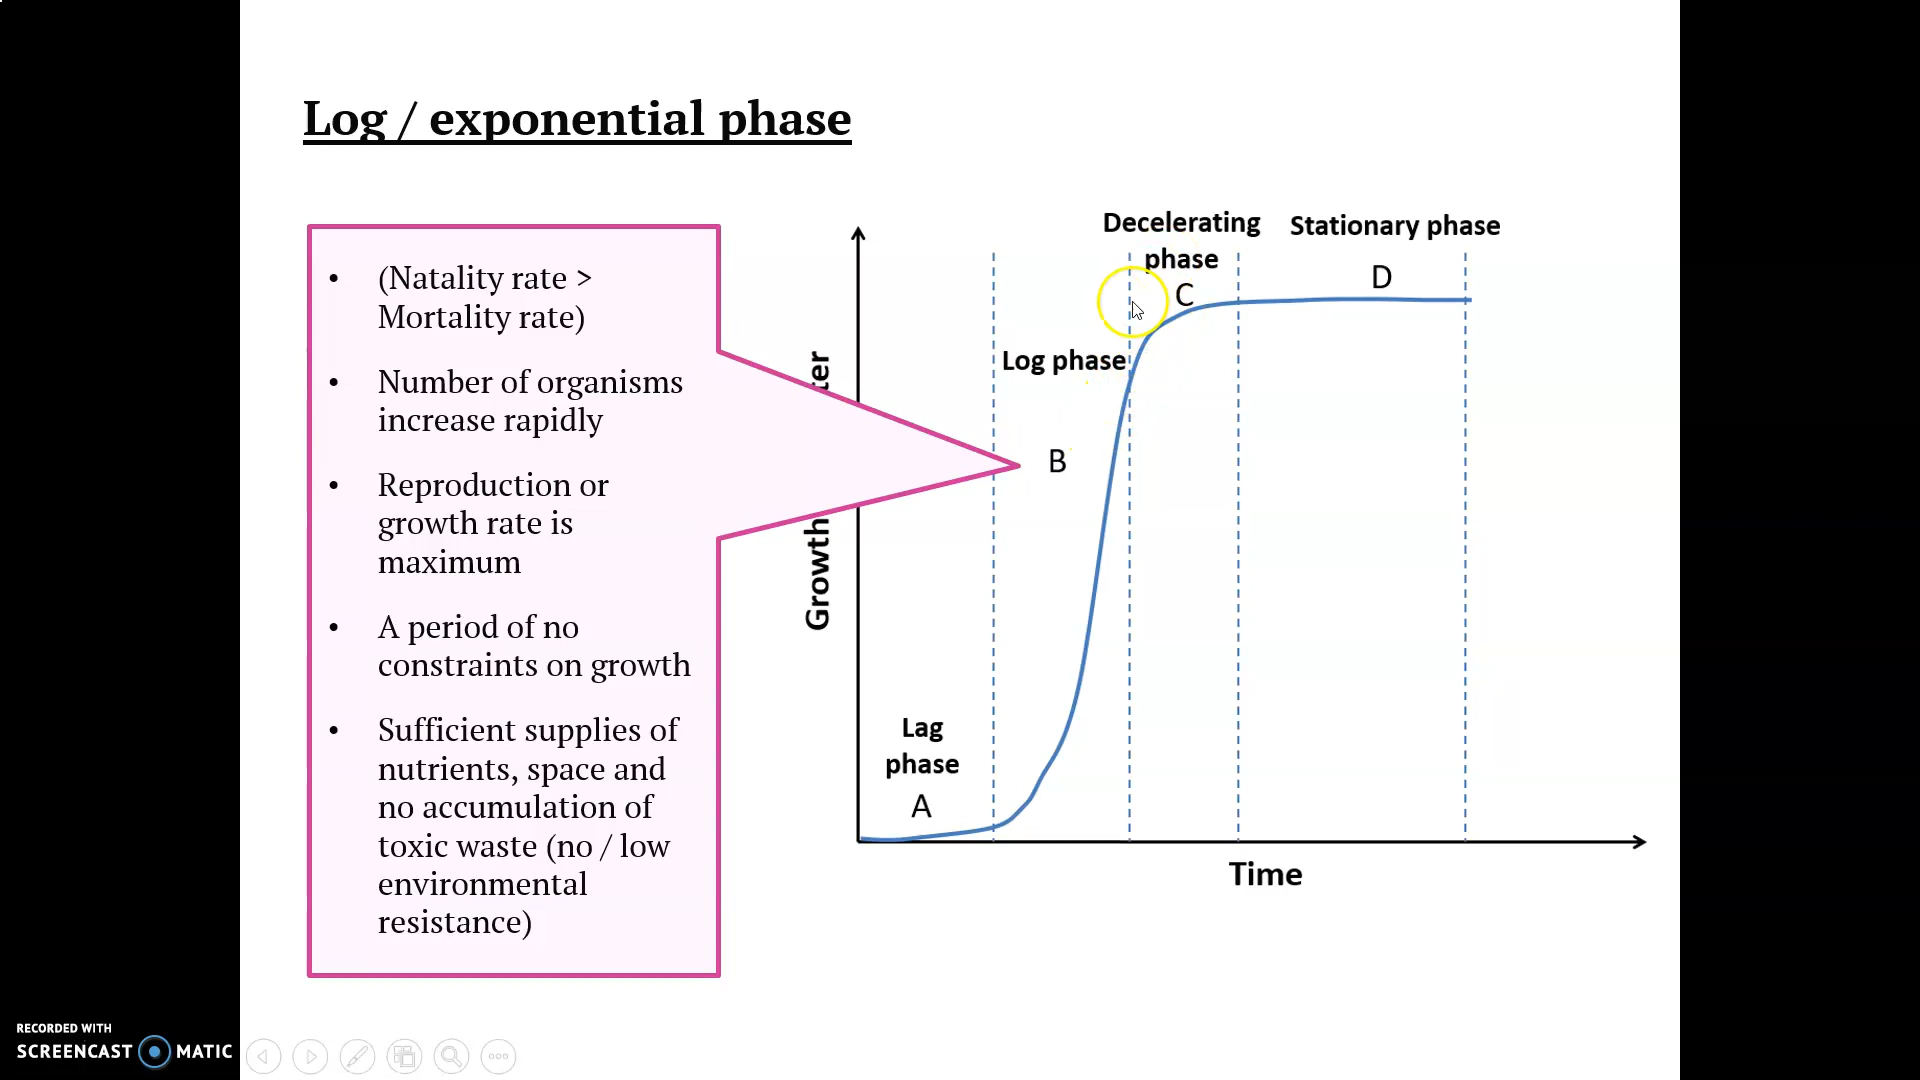 Log / exponential phase
• (Natality rate >
Mortality rate)
• Number of organisms
increase rapidly
• Reproduction or
growth rate is
maximum
• A period of no
constraints on growth
• Sufficient supplies of
nutrients, space and
no accumulation of
toxic waste (no / low
environmental
resistance)
Decelerating
phase
C
Stationary phase
D
Log phase
B
Lag
phase
A
Growth
Time
RECORDED WITH
SCREENCAST MATIC